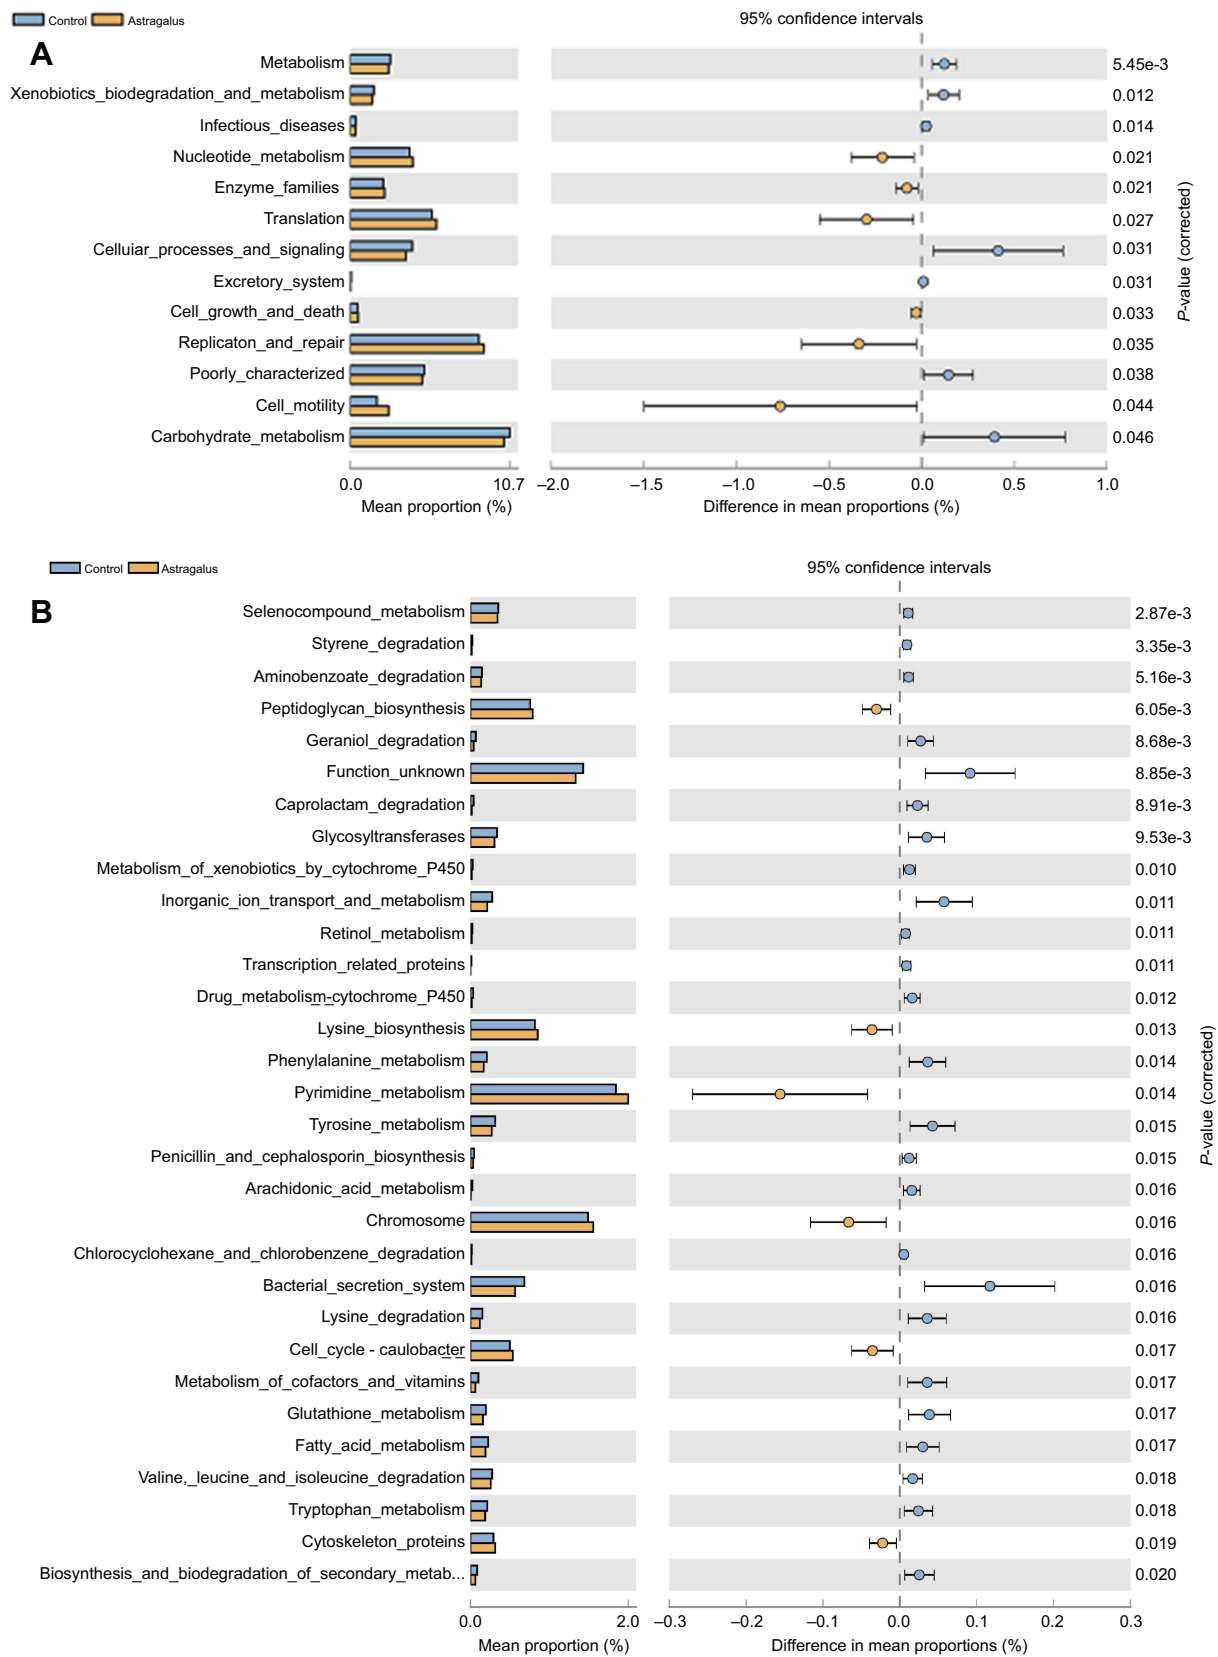 Control Astragalus 95% confidence intervals
A
Metabolism 5.45e-3
Xenobiotics_biodegradation_and_metabolism 0.012
Infectious_diseases 0.014
Nucleotide_metabolism 0.021
Enzyme_families 0.021
Translation 0.027
Celluiar_processes_and_signaling 0.031
Excretory_system 0.031
Cell_growth_and_death 0.033
Replicaton_and_repair 0.035
Poorly_characterized 0.038
Cell_motility 0.044
Carbohydrate_metabolism 0.046
P-value (corrected)
0.0 10.7 –2.0 –1.5 –1.0 –0.5 0.0 0.5 1.0
Mean proportion (%) Difference in mean proportions (%)
Control Astragalus 95% confidence intervals
B
Selenocompound_metabolism 2.87e-3
Styrene_degradation 3.35e-3
Aminobenzoate_degradation 5.16e-3
Peptidoglycan_biosynthesis 6.05e-3
Geraniol_degradation 8.68e-3
Function_unknown 8.85e-3
Caprolactam_degradation 8.91e-3
Glycosyltransferases 9.53e-3
Metabolism_of_xenobiotics_by_cytochrome_P450 0.010
Inorganic_ion_transport_and_metabolism 0.011
Retinol_metabolism 0.011
Transcription_related_proteins 0.011
Drug_metabolism-cytochrome_P450 0.012
Lysine_biosynthesis 0.013
Phenylalanine_metabolism 0.014
Pyrimidine_metabolism 0.014
Tyrosine_metabolism 0.015
Penicillin_and_cephalosporin_biosynthesis 0.015
Arachidonic_acid_metabolism 0.016
Chromosome 0.016
Chlorocyclohexane_and_chlorobenzene_degradation 0.016
Bacterial_secretion_system 0.016
Lysine_degradation 0.016
Cell_cycle - caulobacter 0.017
Metabolism_of_cofactors_and_vitamins 0.017
Glutathione_metabolism 0.017
Fatty_acid_metabolism 0.017
Valine,_leucine_and_isoleucine_degradation 0.018
Tryptophan_metabolism 0.018
Cytoskeleton_proteins 0.019
Biosynthesis_and_biodegradation_of_secondary_metab... 0.020
P-value (corrected)
0.0 2.0 –0.3 –0.2 –0.1 0.0 0.1 0.2 0.3
Mean proportion (%) Difference in mean proportions (%)